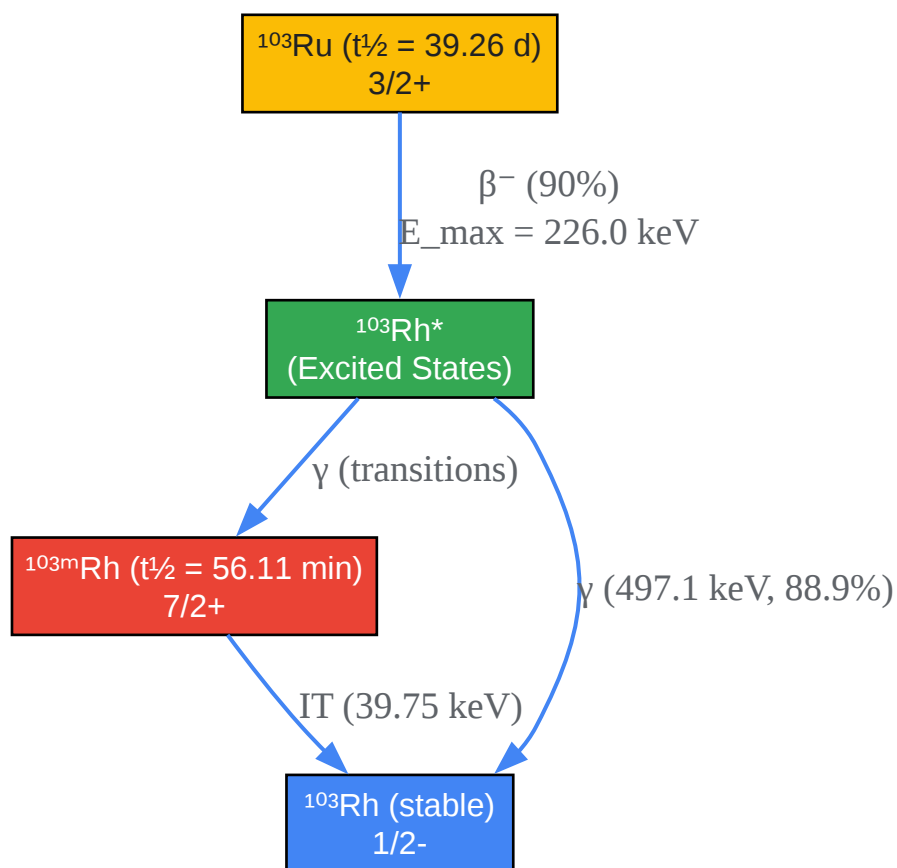 ¹⁰³Ru (t½ = 39.26 d)
3/2+
β⁻ (90%)
E_max = 226.0 keV
¹⁰³Rh*
(Excited States)
γ (transitions)
¹⁰³ᵐRh (t½ = 56.11 min)
7/2+
γ (497.1 keV, 88.9%)
IT (39.75 keV)
¹⁰³Rh (stable)
1/2-